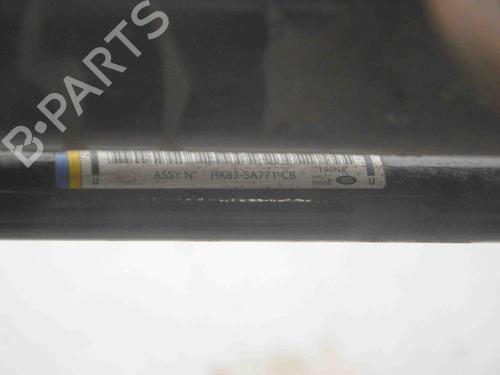 B-PARTS
ASSY N° HK83-5A771-CB
U
U